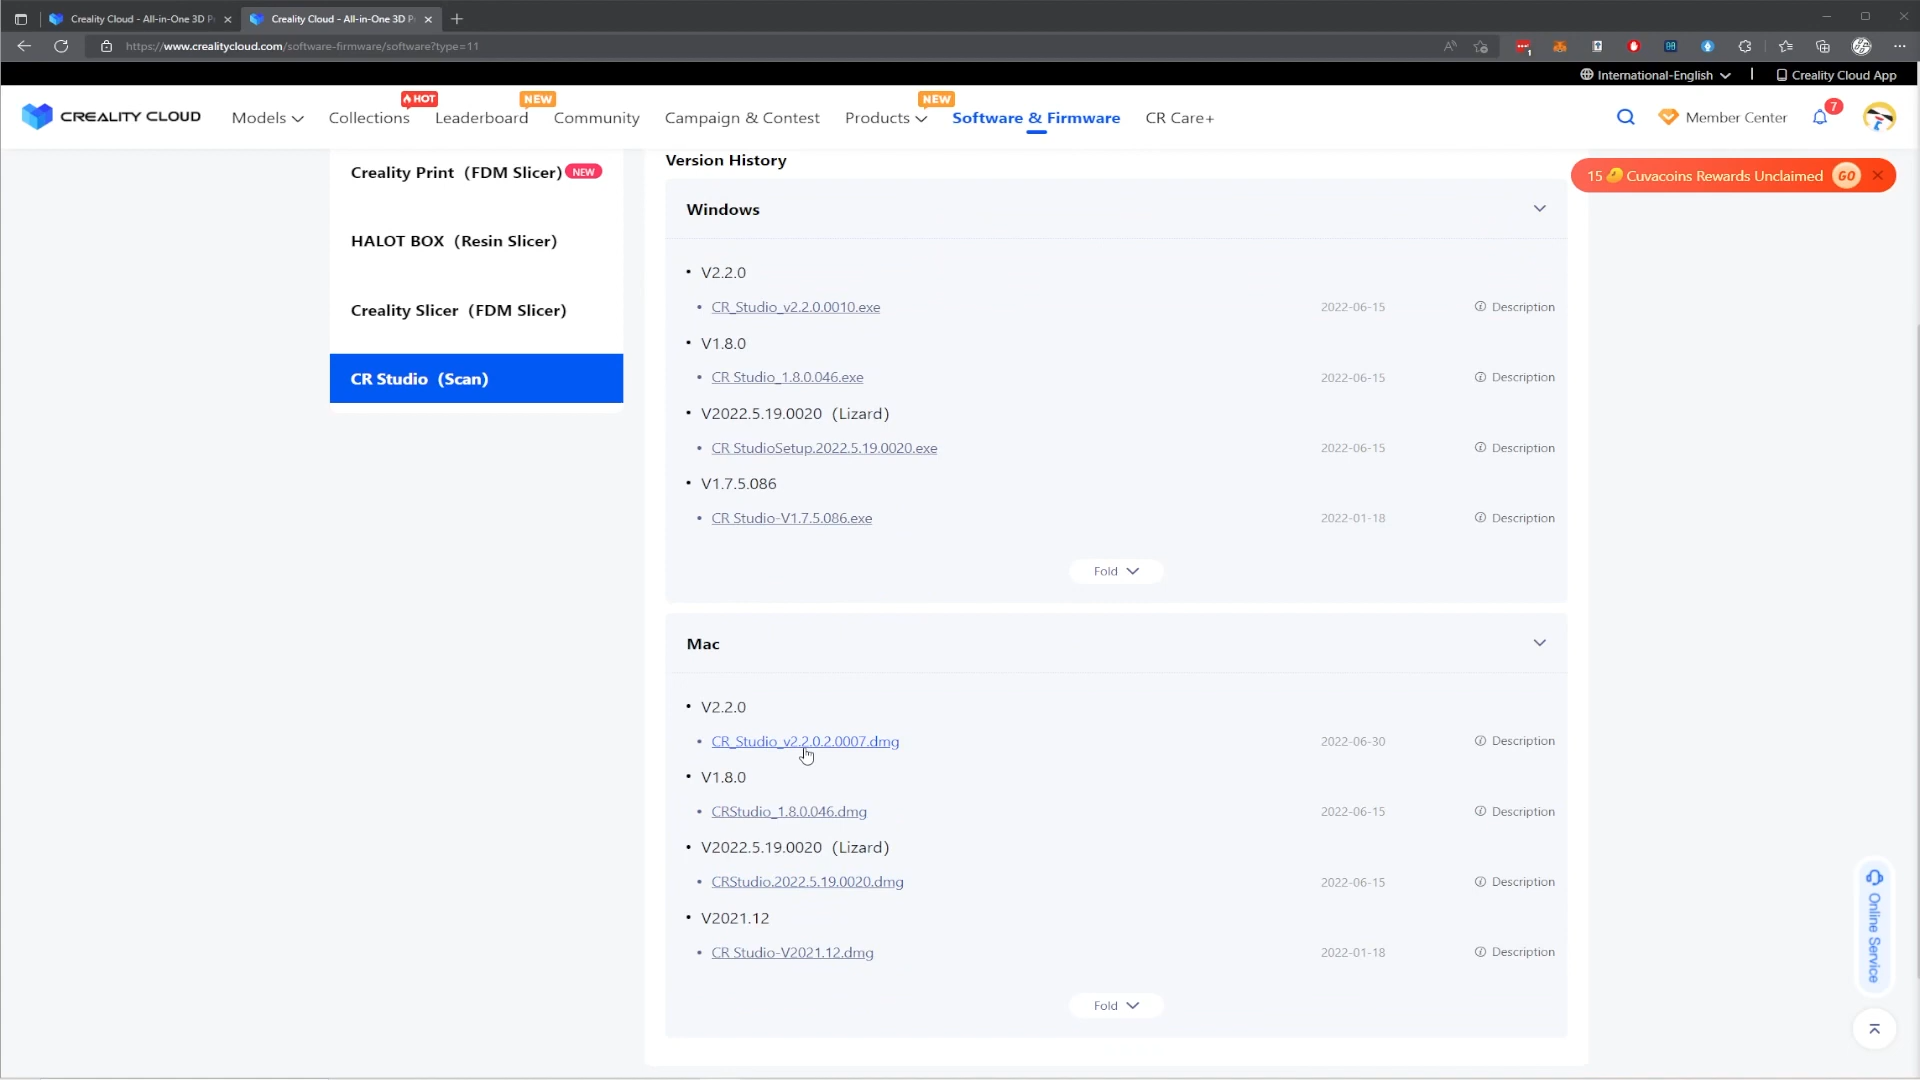 Creality Cloud - All-in-One 3D P
Creality Cloud - All-in-One 3D P
https://www.crealitycloud.com/software-firmware/software?type=11
International-English
Creality Cloud App
CREALITY CLOUD
Models
Collections
HOT
Leaderboard
NEW
Community
Campaign & Contest
Products
NEW
Software & Firmware
CR Care+
Member Center
7
Creality Print（FDM Slicer）NEW
HALOT BOX（Resin Slicer）
Creality Slicer（FDM Slicer）
CR Studio（Scan）
15 Cuvacoins Rewards Unclaimed GO
Version History
Windows
• V2.2.0
• CR_Studio_v2.2.0.0010.exe 2022-06-15 Description
• V1.8.0
• CR Studio_1.8.0.046.exe 2022-06-15 Description
• V2022.5.19.0020（Lizard）
• CR StudioSetup.2022.5.19.0020.exe 2022-06-15 Description
• V1.7.5.086
• CR Studio-V1.7.5.086.exe 2022-01-18 Description
Fold
Mac
• V2.2.0
• CR_Studio_v2.2.0.2.0007.dmg 2022-06-30 Description
• V1.8.0
• CRStudio_1.8.0.046.dmg 2022-06-15 Description
• V2022.5.19.0020（Lizard）
• CRStudio.2022.5.19.0020.dmg 2022-06-15 Description
• V2021.12
• CR Studio-V2021.12.dmg 2022-01-18 Description
Fold
Online Service